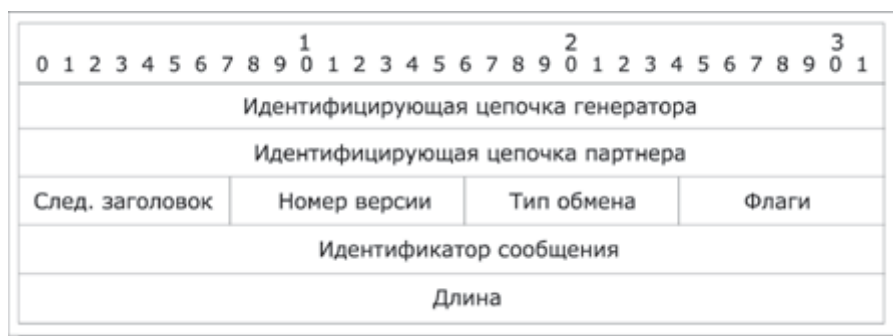 1 2 3
0 1 2 3 4 5 6 7 8 9 0 1 2 3 4 5 6 7 8 9 0 1 2 3 4 5 6 7 8 9 0 1
Идентифицирующая цепочка генератора
Идентифицирующая цепочка партнера
След. заголовок Номер версии Тип обмена Флаги
Идентификатор сообщения
Длина